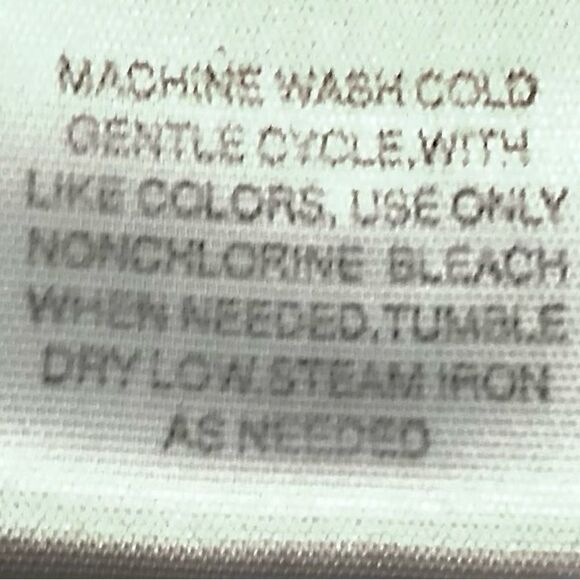 MACHINE WASH COLD
GENTLE CYCLE,WITH
LIKE COLORS, USE ONLY
NONCHLORINE BLEACH
WHEN NEEDED.TUMBLE
DRY LOW.STEAM IRON
AS NEEDED